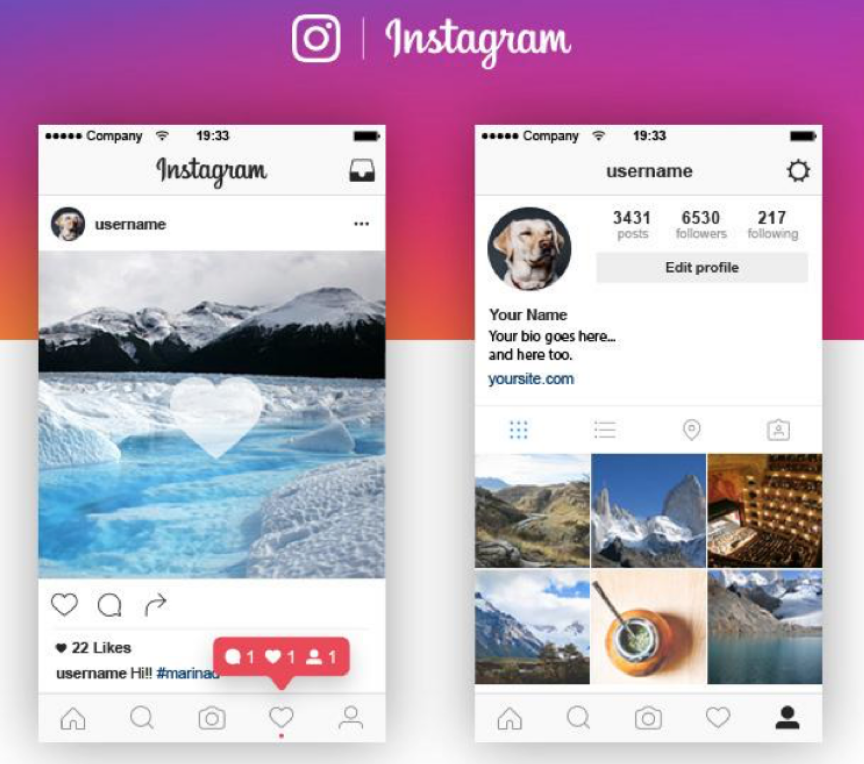 Instagram
Company 19:33
Instagram
username
22 Likes
username Hi!! #marinad
1 1 1
Company 19:33
username
3431 6530 217
posts followers following
Edit profile
Your Name
Your bio goes here...
and here too.
yoursite.com